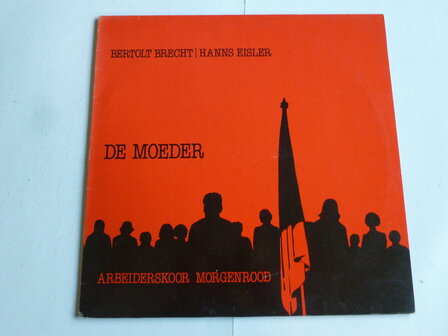 BERTOLT BRECHT | HANNS EISLER
DE MOEDER
ARBEIDERSKOOR MORGENROOD